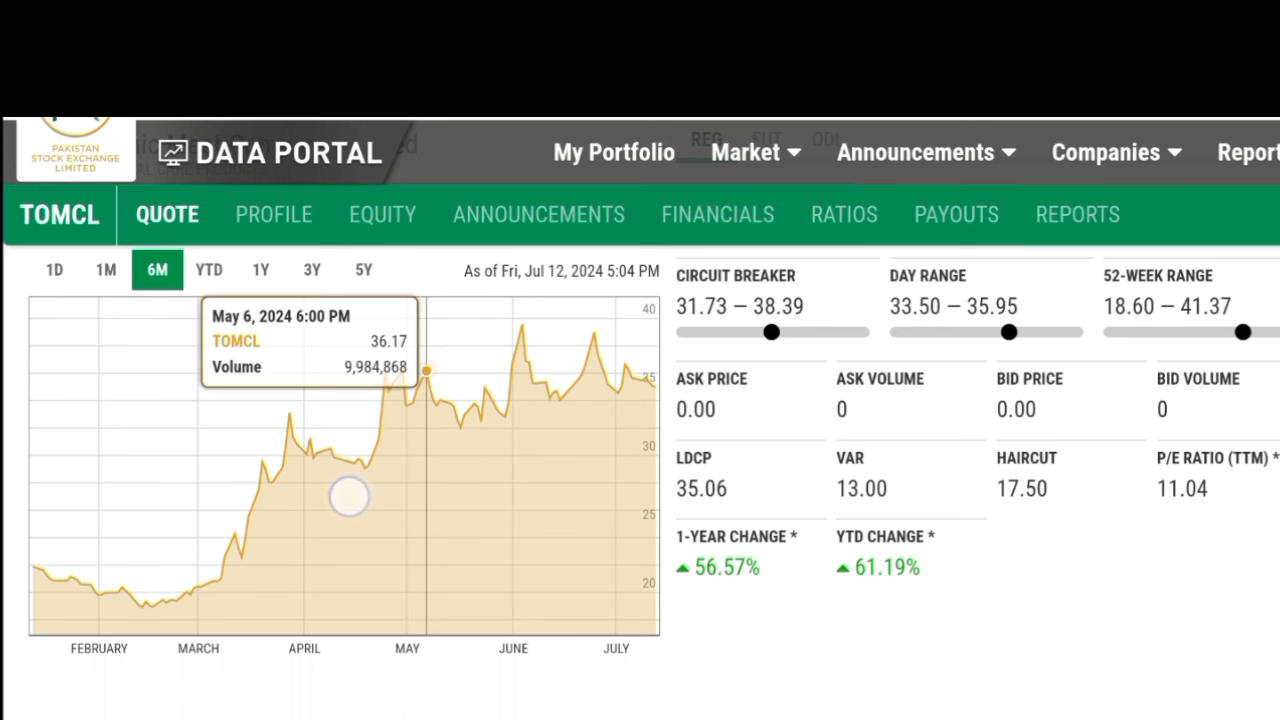 PAKISTAN
STOCK EXCHANGE
LIMITED
DATA PORTAL
My Portfolio Market Announcements Companies Report
REG FUT ODL
TOMCL QUOTE PROFILE EQUITY ANNOUNCEMENTS FINANCIALS RATIOS PAYOUTS REPORTS
1D 1M 6M YTD 1Y 3Y 5Y As of Fri, Jul 12, 2024 5:04 PM
May 6, 2024 6:00 PM
TOMCL 36.17
Volume 9,984,868
40
35
30
25
20
FEBRUARY MARCH APRIL MAY JUNE JULY
CIRCUIT BREAKER DAY RANGE 52-WEEK RANGE
31.73 — 38.39 33.50 — 35.95 18.60 — 41.37
ASK PRICE ASK VOLUME BID PRICE BID VOLUME
0.00 0 0.00 0
LDCP VAR HAIRCUT P/E RATIO (TTM) *
35.06 13.00 17.50 11.04
1-YEAR CHANGE * YTD CHANGE *
56.57% 61.19%